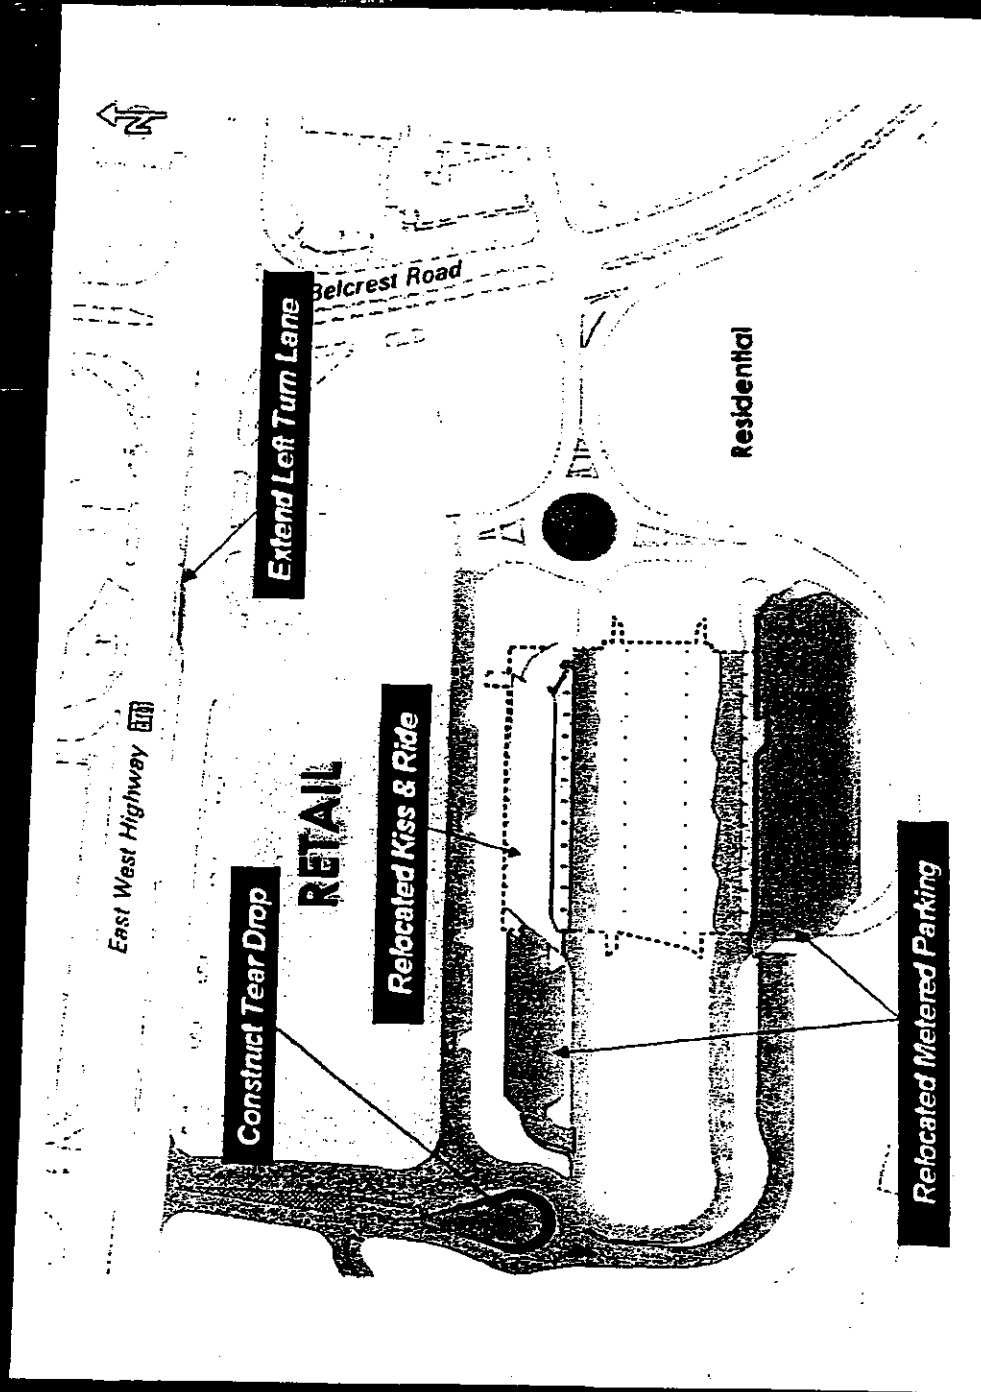 N
Belcrest Road
Extend Left Turn Lane
Residential
East West Highway
RETAIL
Relocated Kiss & Ride
Construct Tear Drop
Relocated Metered Parking